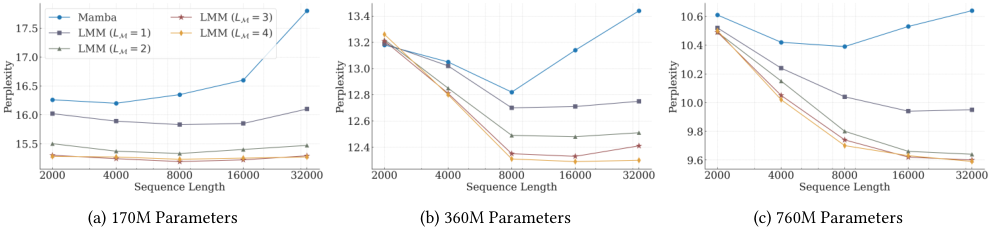 17.5
17.0
16.5
16.0
15.5
Perplexity
Mamba
LMM (L_M = 1)
LMM (L_M = 2)
LMM (L_M = 3)
LMM (L_M = 4)
2000 4000 8000 16000 32000
Sequence Length
(a) 170M Parameters
13.4
13.2
13.0
12.8
12.6
12.4
Perplexity
2000 4000 8000 16000 32000
Sequence Length
(b) 360M Parameters
10.6
10.4
10.2
10.0
9.8
9.6
Perplexity
2000 4000 8000 16000 32000
Sequence Length
(c) 760M Parameters